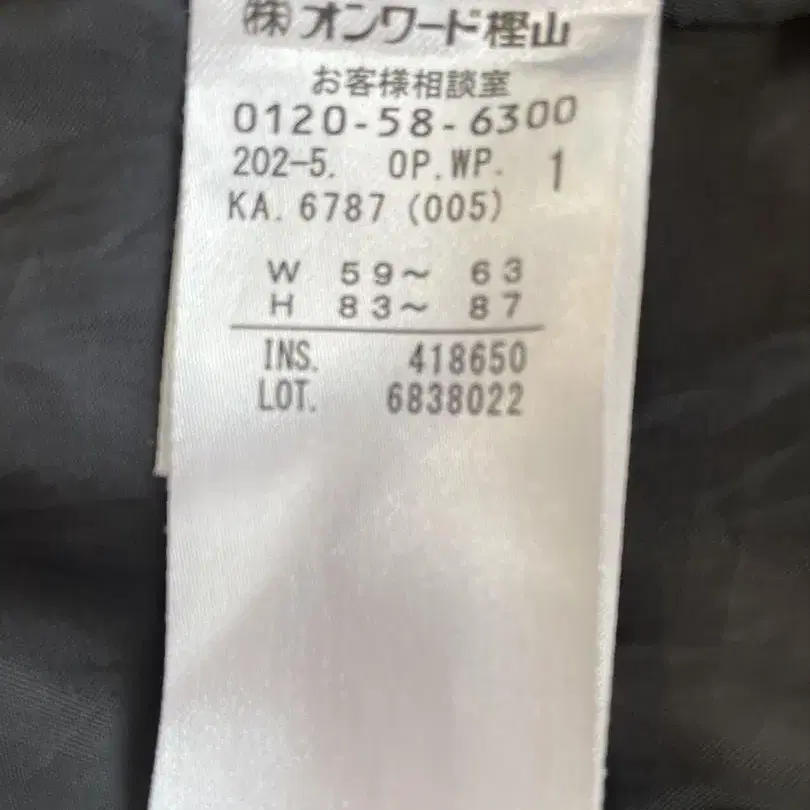 ㈱オンワード樫山
お客様相談室
0120-58-6300
202-5. OP.WP. 1
KA. 6787 (005)
W 59〜 63
H 83〜 87
INS. 418650
LOT. 6838022